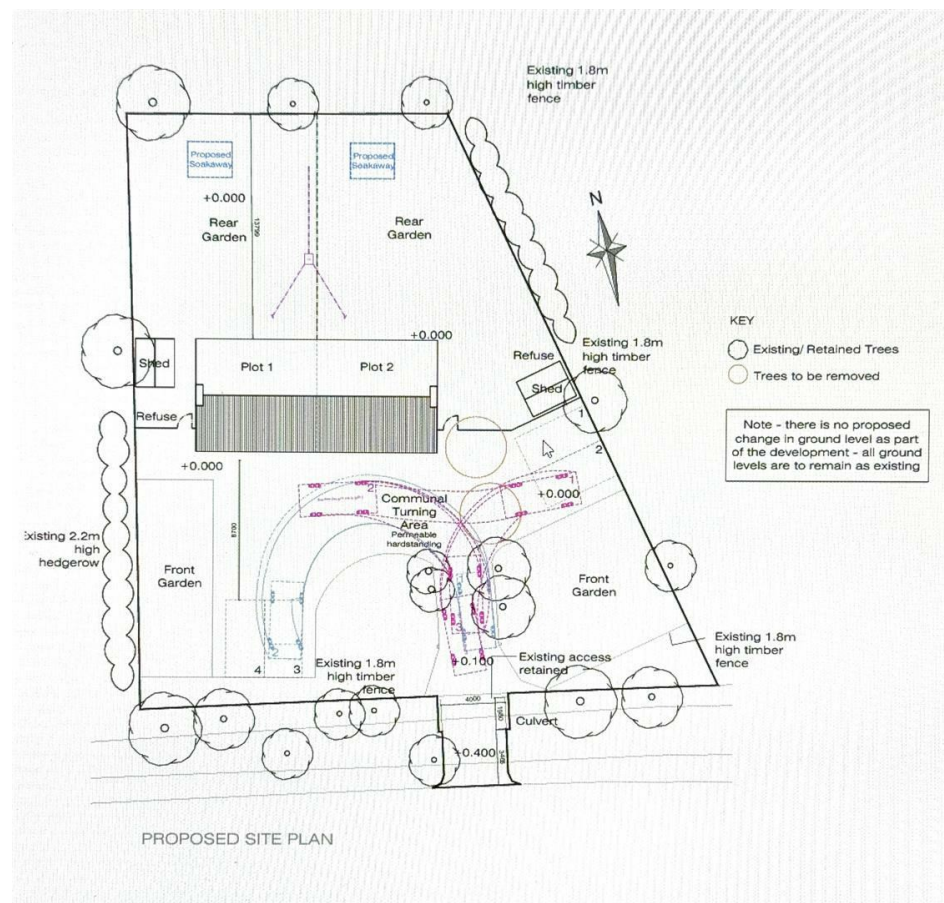 Existing 1.8m
high timber
fence
Proposed
Soakaway
Proposed
Soakaway
+0.000
Rear
Garden
13790
Rear
Garden
N
+0.000
KEY
Existing/ Retained Trees
Trees to be removed
Note - there is no proposed
change in ground level as part
of the development - all ground
levels are to remain as existing
Shed
Plot 1
Plot 2
Refuse
Existing 1.8m
high timber
fence
Shed
Refuse
1
2
+0.000
8700
Communal
Turning
Area
Permeable
hardstanding
+0.000
1
2
Existing 2.2m
high
hedgerow
Front
Garden
Front
Garden
4
3
Existing 1.8m
high timber
fence
+0.100
Existing access
retained
Existing 1.8m
high timber
fence
4000
Culvert
+0.400
PROPOSED SITE PLAN